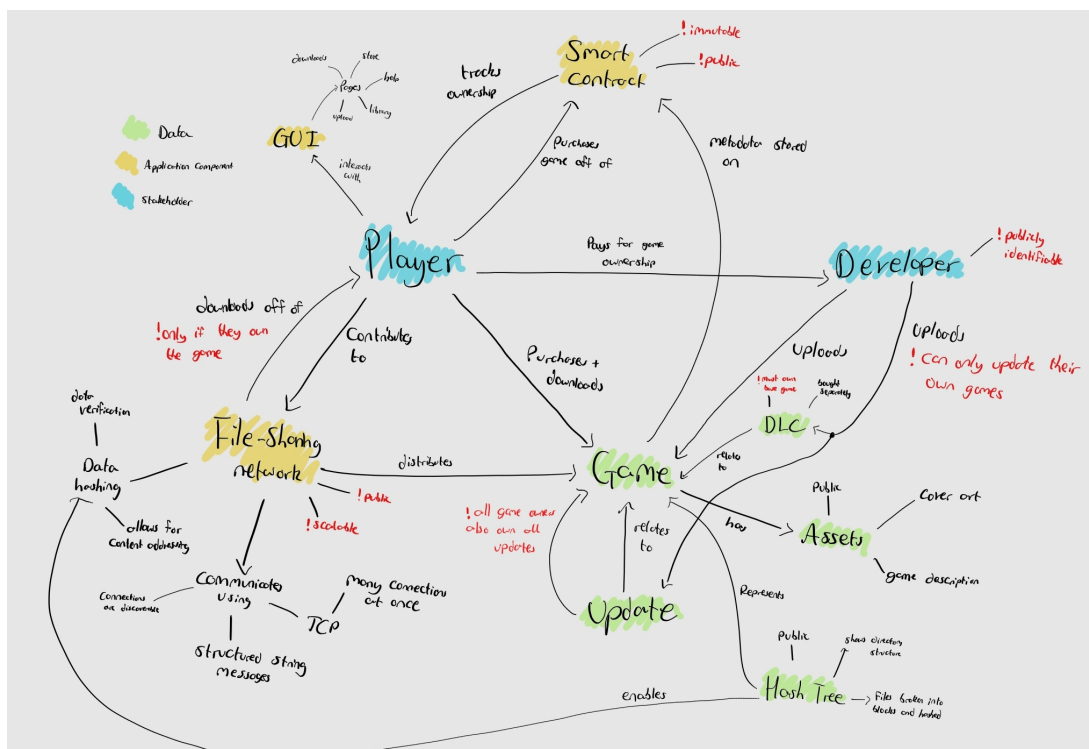 Smart
contract
! immutable
! public
tracks
ownership
purchases
game off of
metadata stored
on
downloads
store
Pages
help
upload
library
GUI
interacts
with
Data
Application Component
Stakeholder
Player
Pays for game
ownership
Developer
! publicly
identifiable
downloads off of
! only if they own
the game
Contributes
to
Purchases +
downloads
uploads
uploads
! Can only update their
own games
! must own
base game
bought
separately
DLC
relates
to
data
verification
Data
hashing
allows for
content addressing
File-sharing
network
! public
! scalable
distributes
Game
! all game owners
also own all
updates
relates
to
has
Public
Assets
Cover art
game description
Update
Communicates
using
Connections
are discoverable
TCP
many connections
at once
structured string
messages
Represents
Public
shows directory
structure
Hash Tree
Files broken into
blocks and hashed
enables